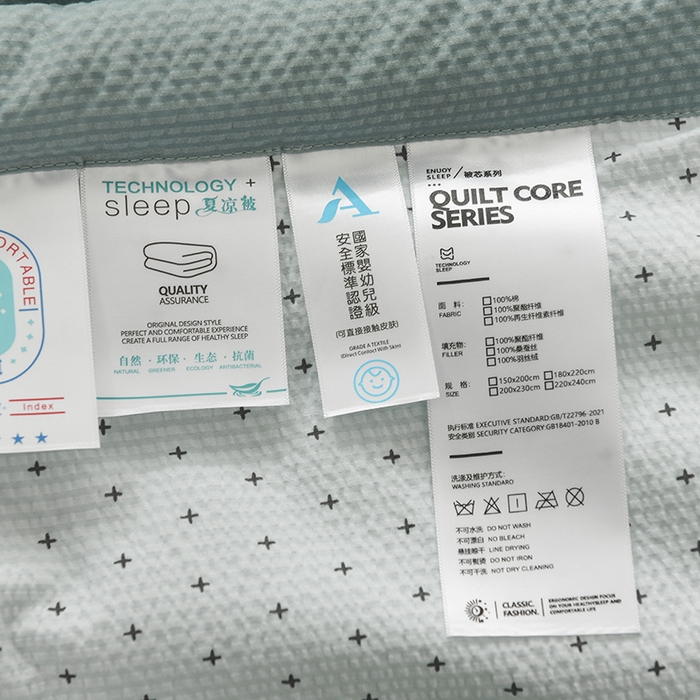 Index
TECHNOLOGY +
sleep 夏凉被
QUALITY
ASSURANCE
ORIGINAL DESIGN STYLE
PERFECT AND COMFORTABLE EXPERIENCE
CREATE A FULL RANGE OF HEALTHY SLEEP
自然 · 环保 · 生态 · 抗菌
NATURAL GREENER ECOLOGY ANTIBACTERIAL
A
國家嬰幼兒級
安全標準認證
(可直接接触皮肤)
GRADE A TEXTILE
(Direct Contact With Skin)
ENUOY
SLEEP / 被芯系列
QUILT CORE
SERIES
TECHNOLOGY
SLEEP
面 料: 100%棉
FABRIC 100%聚酯纤维
100%再生纤维素纤维
填充物: 100%聚酯纤维
FILLER 100%桑蚕丝
100%羽丝绒
规 格: 150x200cm 180x220cm
SIZE 200x230cm 220x240cm
执行标准 EXECUTIVE STANDARD:GB/T22796-2021
安全类别 SECURITY CATEGORY:GB18401-2010 B
洗涤及维护方式:
WASHING STANDARD
不可水洗 DO NOT WASH
不可漂白 NO BLEACH
悬挂晾干 LINE DRYING
不可熨烫 DO NOT IRON
不可干洗 NOT DRY CLEANING
CLASSIC.
FASHION.
ERGONOMIC DESIGN FOCUS
ON YOUR HEALTHYSLEEP AND
COMFORTABLE LIFE